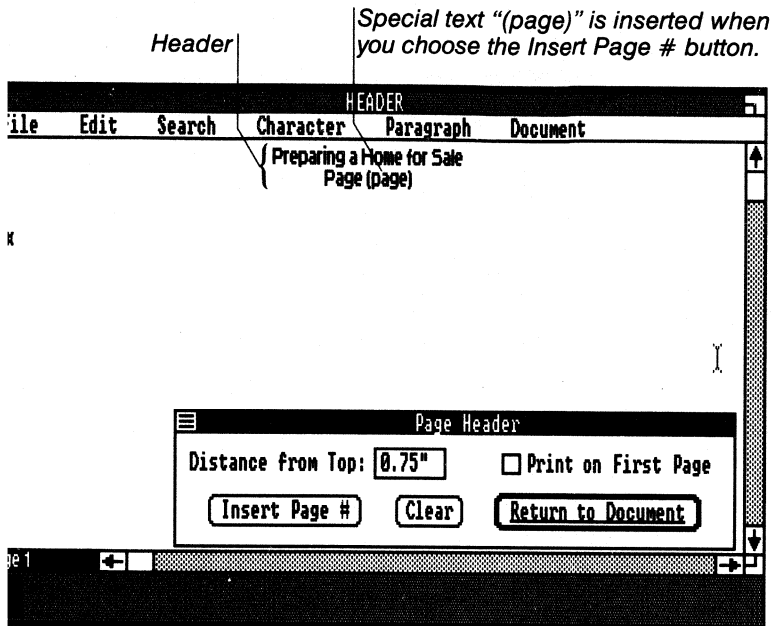 Header
Special text “(page)” is inserted when
you choose the Insert Page # button.
HEADER
ile Edit Search Character Paragraph Document
Preparing a Home for Sale
Page (page)
Page Header
Distance from Top: 0.75" Print on First Page
Insert Page # Clear Return to Document
ge 1